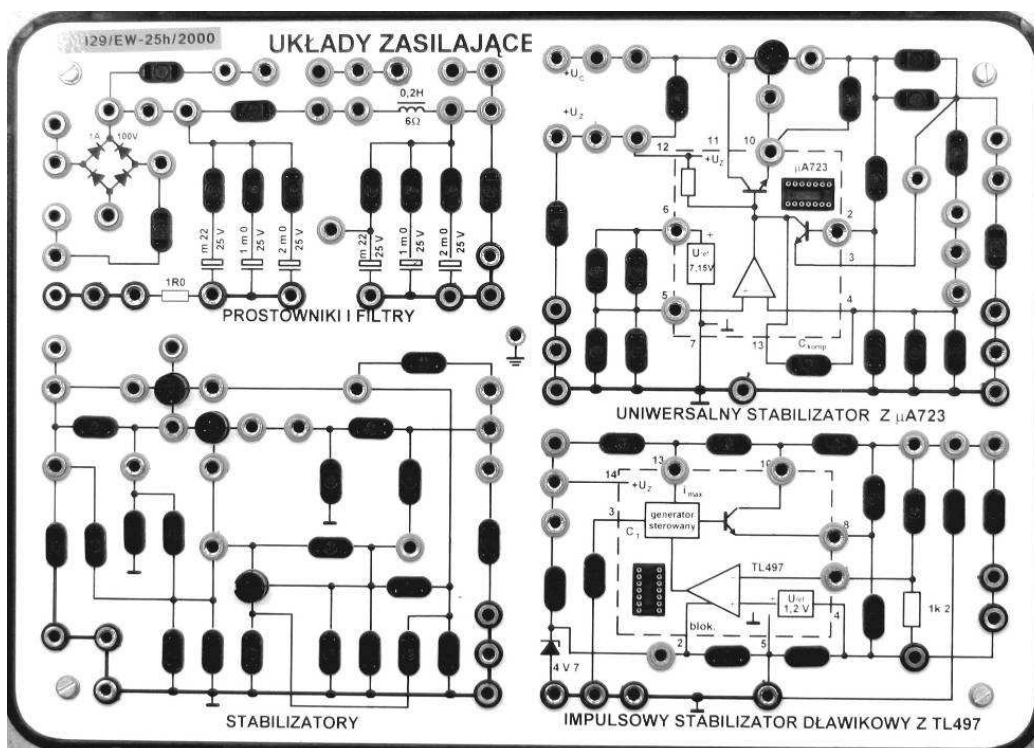 I29/EW-25h/2000
UKŁADY ZASILAJĄCE
0,2H
6Ω
1A
100V
m 22
25 V
1 m 0
25 V
2 m 0
25 V
m 22
25 V
1 m 0
25 V
2 m 0
25 V
1R0
PROSTOWNIKI I FILTRY
STABILIZATORY
+U_C
+U_Z
12
11
10
+U_Z
μA723
6
2
+
U_ref
7,15V
3
5
4
7
13
C_komp
UNIWERSALNY STABILIZATOR Z μA723
14
+U_Z
13
i_max
10
3
generator
sterowany
C_T
8
TL497
U_ref
1,2 V
1k 2
blok.
4
2
5
4 V 7
IMPULSOWY STABILIZATOR DŁAWIKOWY Z TL497